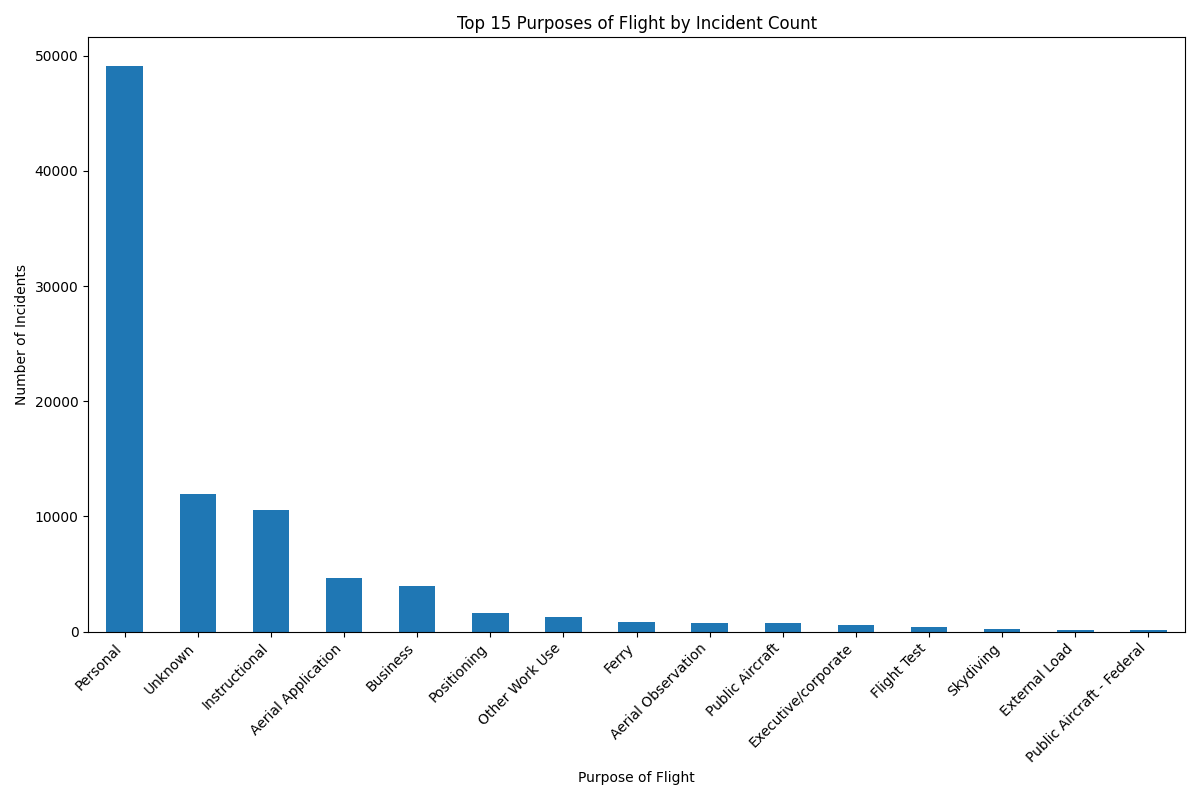 Top 15 Purposes of Flight by Incident Count
Number of Incidents
50000
40000
30000
20000
10000
0
Personal
Unknown
Instructional
Aerial Application
Business
Positioning
Other Work Use
Ferry
Aerial Observation
Public Aircraft
Executive/corporate
Flight Test
Skydiving
External Load
Public Aircraft - Federal
Purpose of Flight